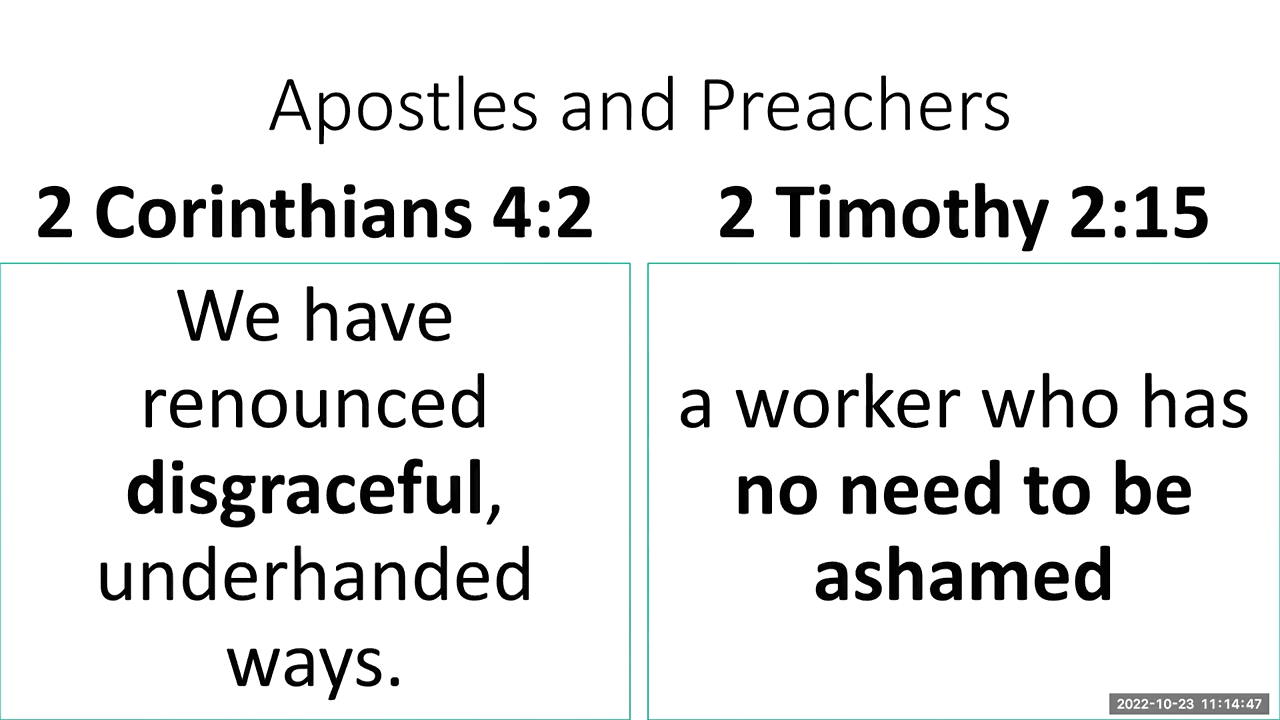 Apostles and Preachers
2 Corinthians 4:2
We have
renounced
disgraceful,
underhanded
ways.
2 Timothy 2:15
a worker who has
no need to be
ashamed
2022-10-23 11:14:47